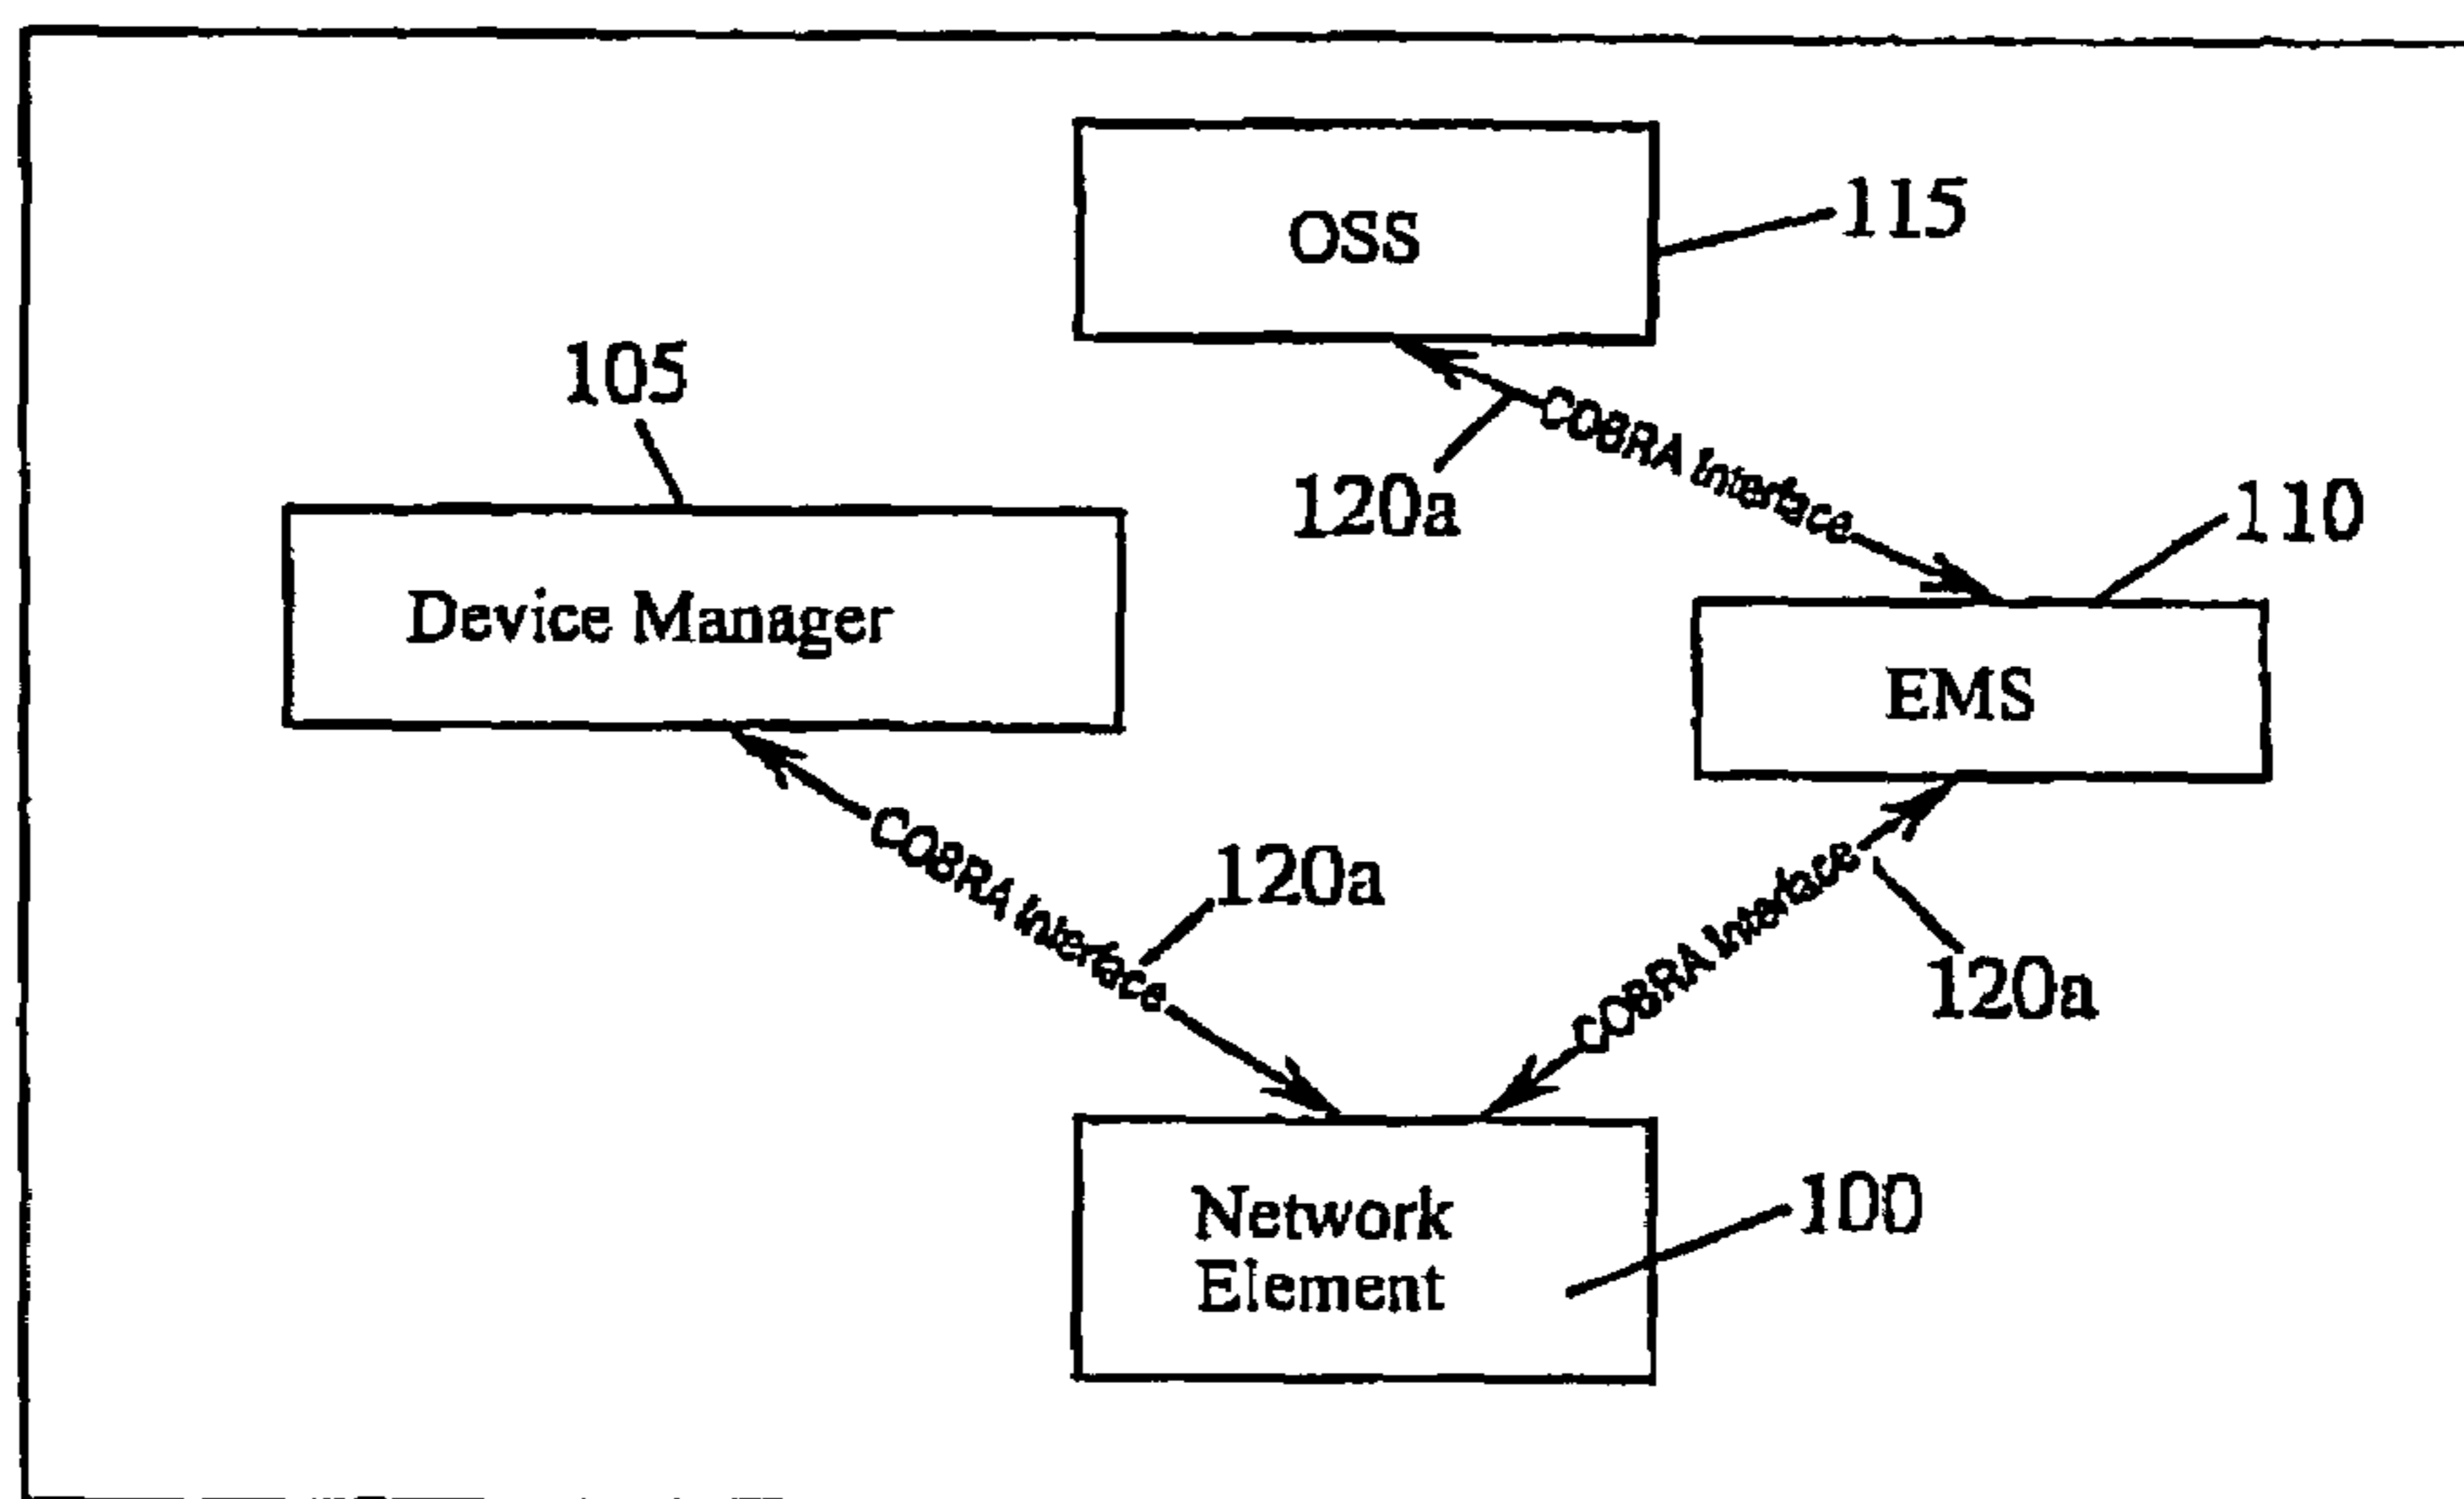 OSS
115
105
COBRA Interface
120a
110
Device Manager
EMS
COBRA Interface
120a
COBRA Interface
120a
Network
Element
100